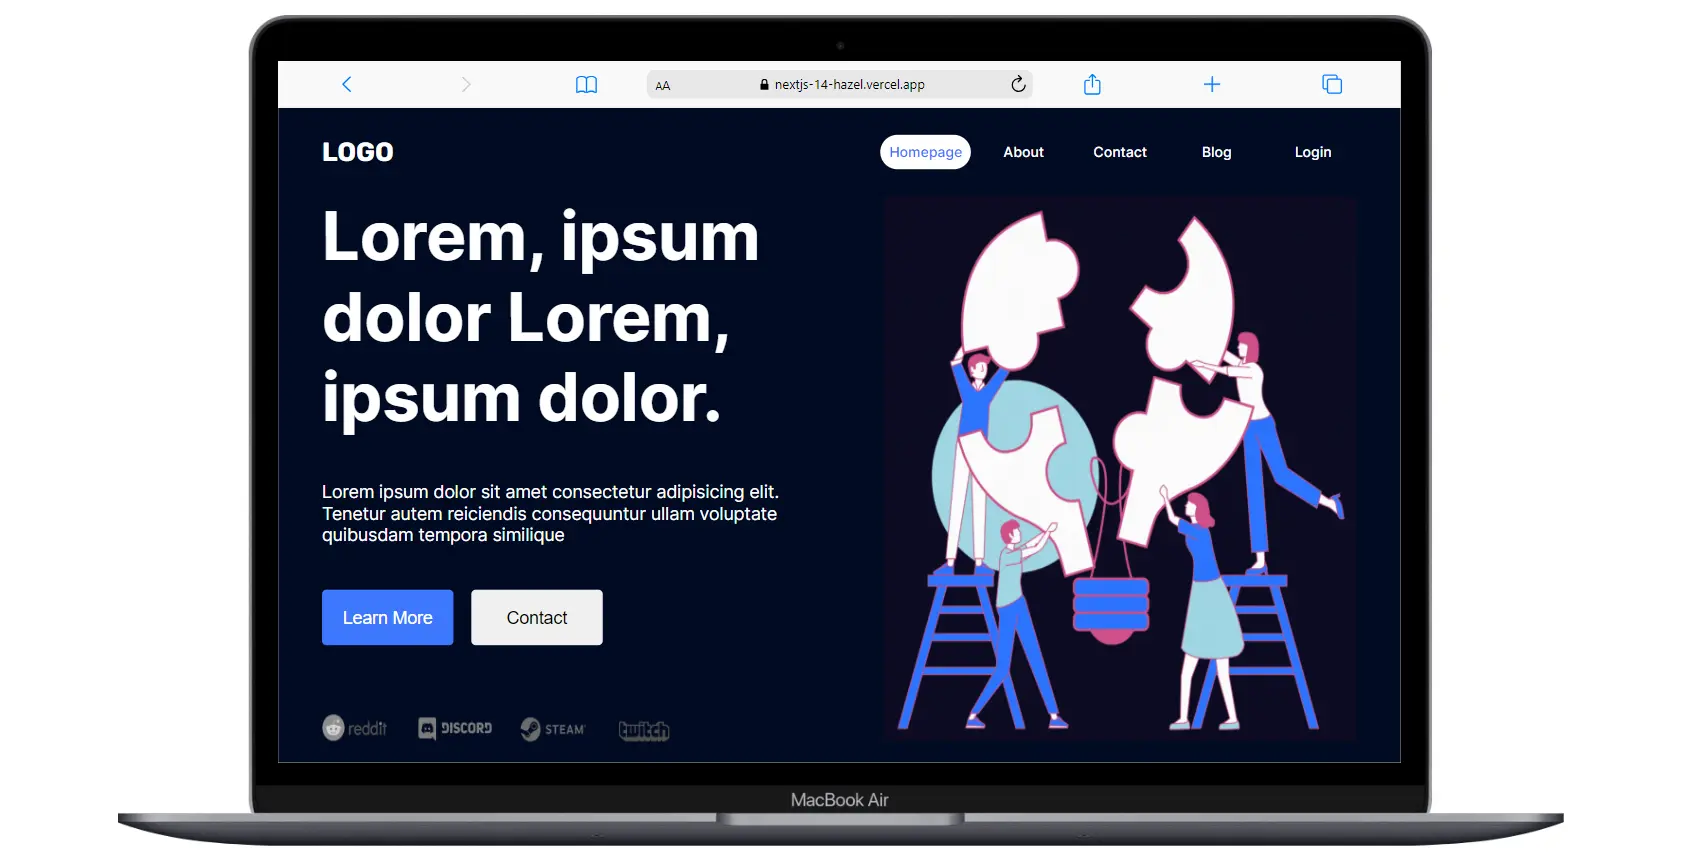 AA nextjs-14-hazel.vercel.app
LOGO Homepage About Contact Blog Login
Lorem, ipsum
dolor Lorem,
ipsum dolor.
Lorem ipsum dolor sit amet consectetur adipisicing elit.
Tenetur autem reiciendis consequuntur ullam voluptate
quibusdam tempora similique
Learn More Contact
reddit DISCORD STEAM twitch
MacBook Air